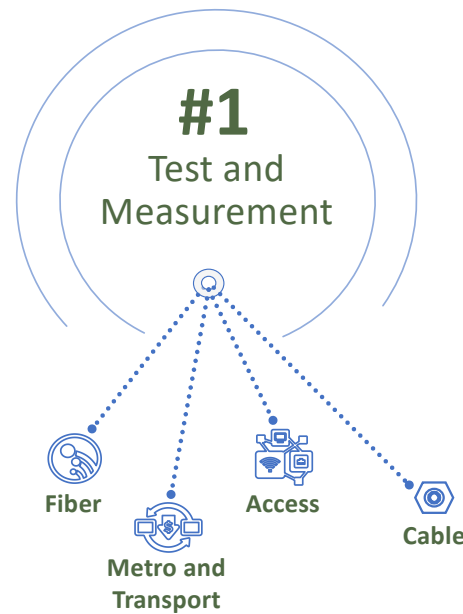 #1
Test and
Measurement
Fiber
Access
Cable
Metro and
Transport
$